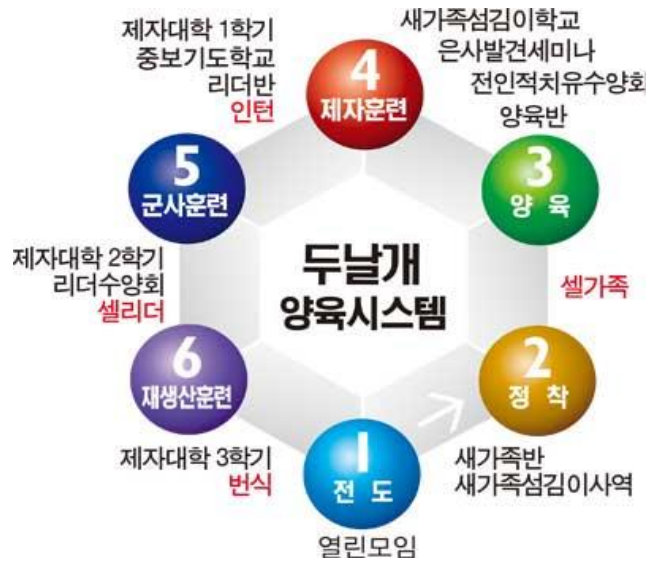 제자대학 1학기
중보기도학교
리더반
인턴
4
제자훈련
새가족섬김이학교
은사발견세미나
전인적치유수양회
양육반
5
군사훈련
3
양 육
제자대학 2학기
리더수양회
셀리더
두날개
양육시스템
셀가족
6
재생산훈련
2
정 착
제자대학 3학기
번식
1
전 도
새가족반
새가족섬김이사역
열린모임